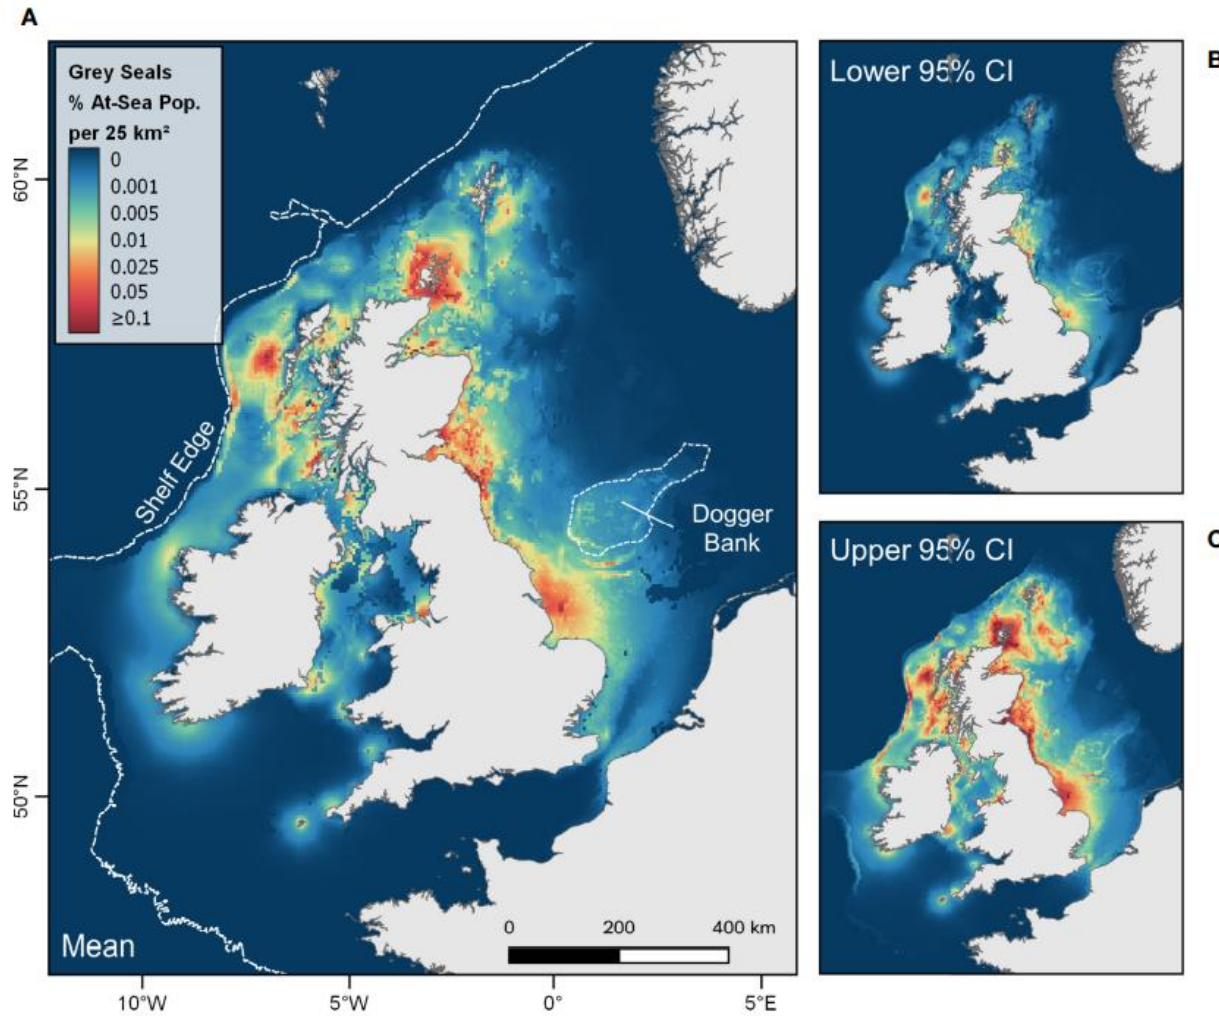 A
Grey Seals
% At-Sea Pop.
per 25 km²
0
0.001
0.005
0.01
0.025
0.05
≥0.1
60°N
55°N
50°N
Shelf Edge
Dogger
Bank
Mean
0 200 400 km
10°W 5°W 0° 5°E
B
Lower 95% CI
C
Upper 95% CI